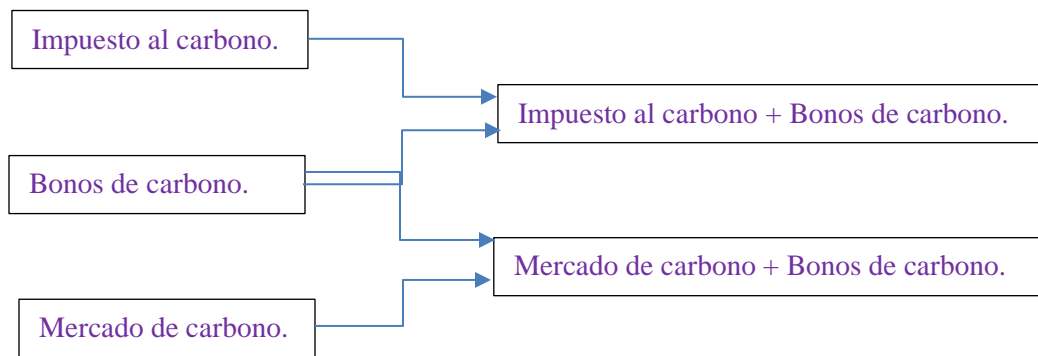 Impuesto al carbono.
Impuesto al carbono + Bonos de carbono.
Bonos de carbono.
Mercado de carbono + Bonos de carbono.
Mercado de carbono.